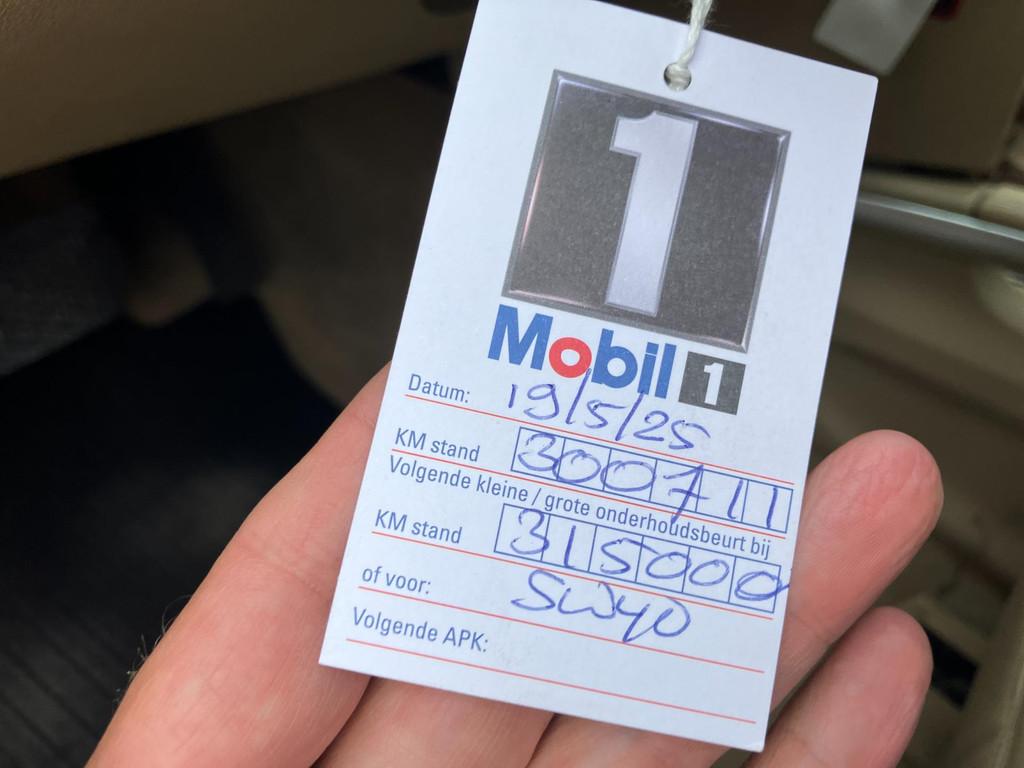 1
Mobil 1
Datum: 19/5/25
KM stand 300711
Volgende kleine / grote onderhoudsbeurt bij
KM stand 315000
of voor: 5W40
Volgende APK: